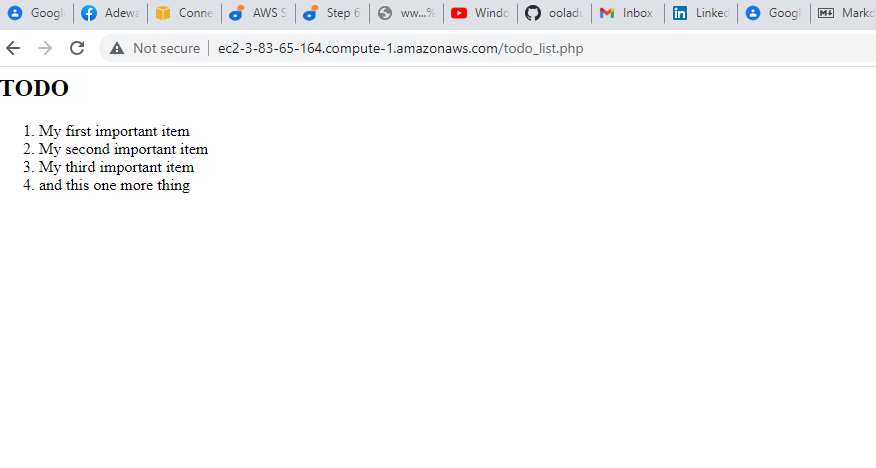 Google Adewa Conne AWS S Step 6 ww...% Windo ooladu Inbox Linked Google Markd
Not secure ec2-3-83-65-164.compute-1.amazonaws.com/todo_list.php
TODO
1. My first important item
2. My second important item
3. My third important item
4. and this one more thing